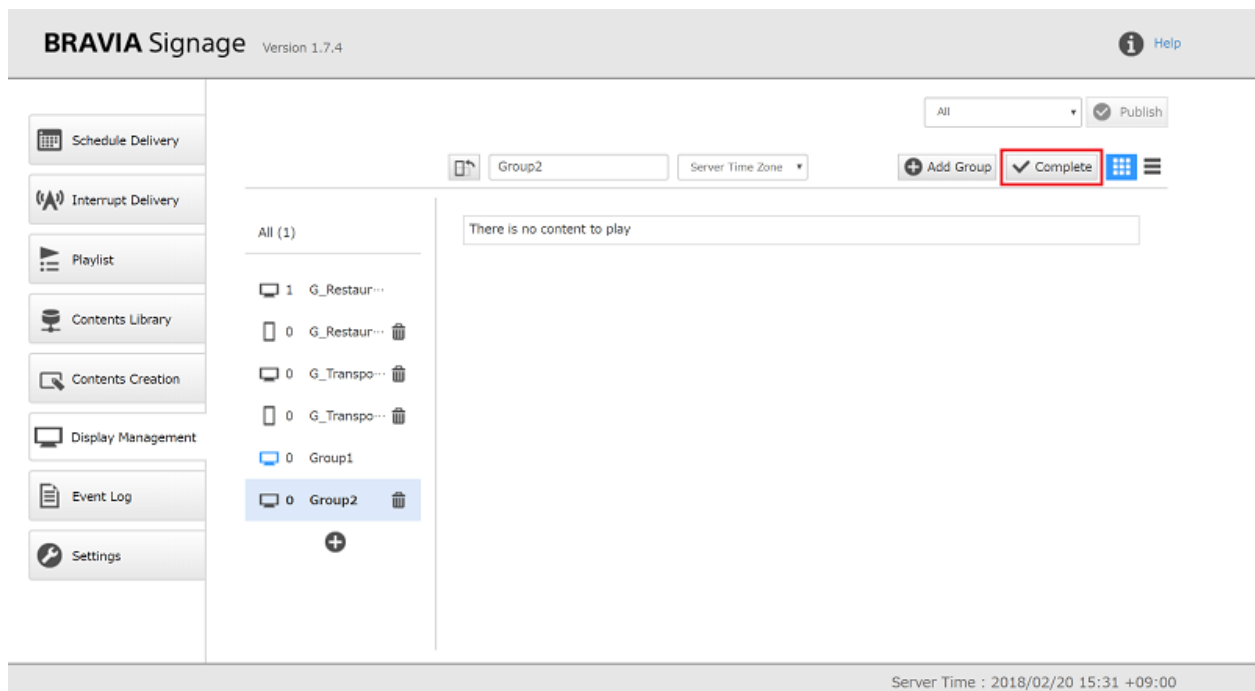 BRAVIA Signage Version 1.7.4
Help
All
Publish
Group2
Server Time Zone
Add Group
Complete
Schedule Delivery
Interrupt Delivery
Playlist
Contents Library
Contents Creation
Display Management
Event Log
Settings
All (1)
1 G_Restaur…
0 G_Restaur…
0 G_Transpo…
0 G_Transpo…
0 Group1
0 Group2
There is no content to play
Server Time : 2018/02/20 15:31 +09:00